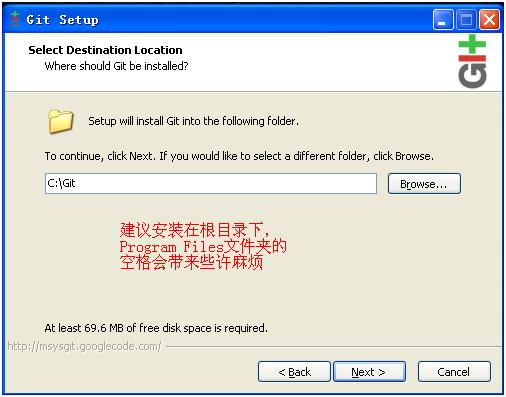 Git Setup
Select Destination Location
Where should Git be installed?
Setup will install Git into the following folder.
To continue, click Next. If you would like to select a different folder, click Browse.
C:\Git
Browse...
建议安装在根目录下，
Program Files文件夹的
空格会带来些许麻烦
At least 69.6 MB of free disk space is required.
http://msysgit.googlecode.com/
< Back
Next >
Cancel